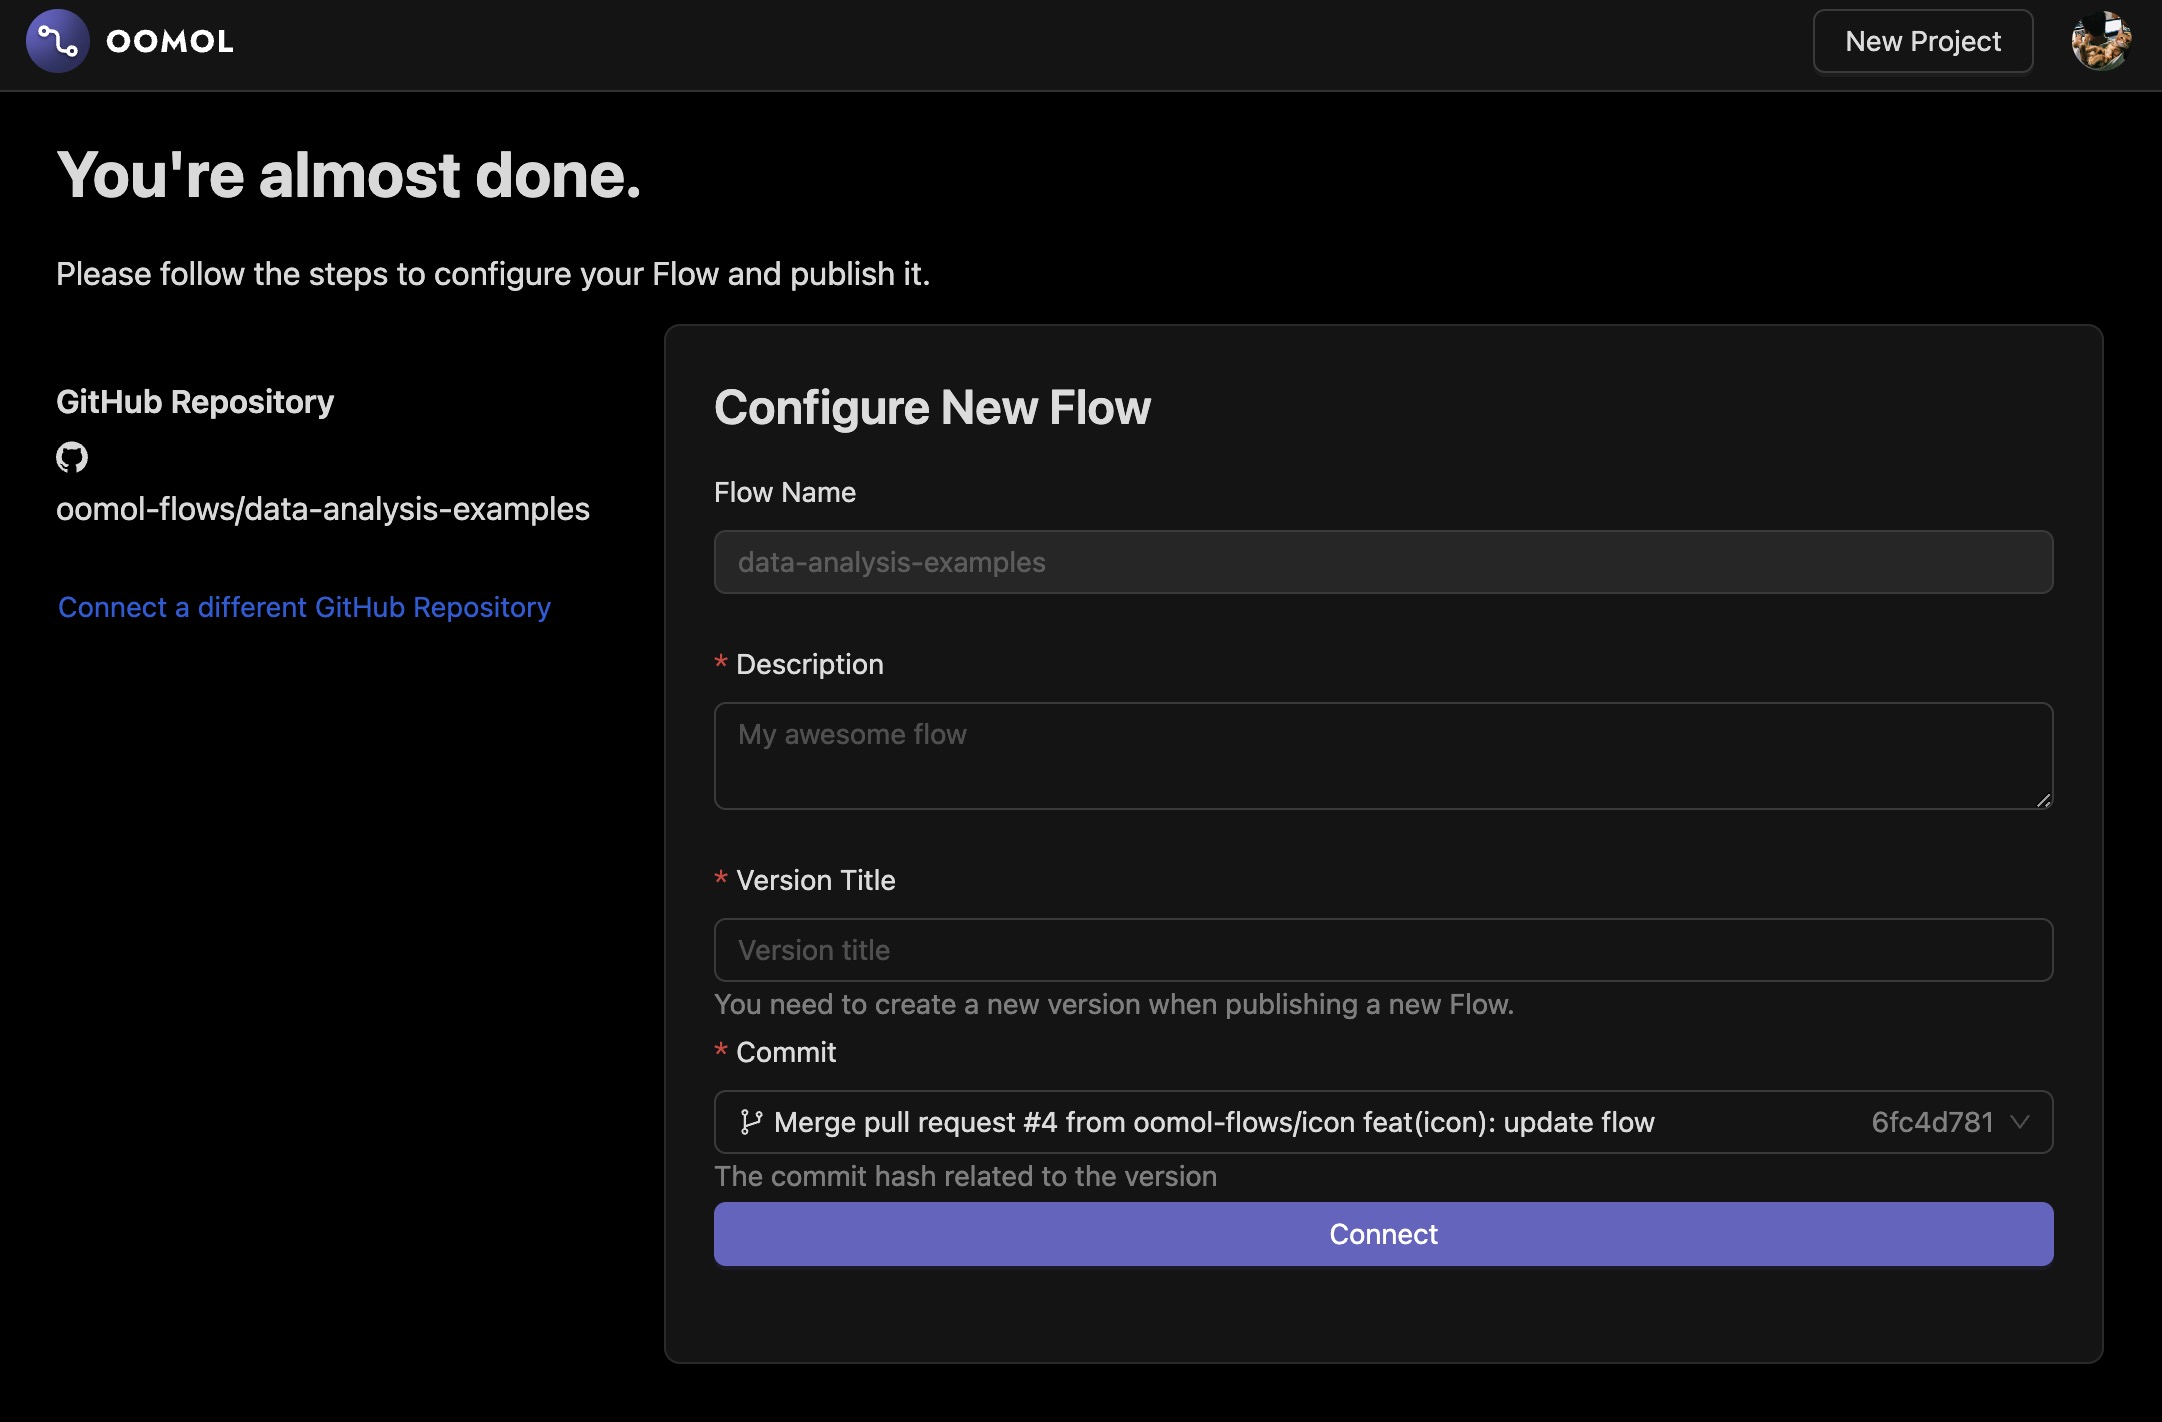 OOMOL
New Project
You're almost done.
Please follow the steps to configure your Flow and publish it.
GitHub Repository
oomol-flows/data-analysis-examples
Connect a different GitHub Repository
Configure New Flow
Flow Name
data-analysis-examples
* Description
My awesome flow
* Version Title
Version title
You need to create a new version when publishing a new Flow.
* Commit
Merge pull request #4 from oomol-flows/icon feat(icon): update flow 6fc4d781
The commit hash related to the version
Connect